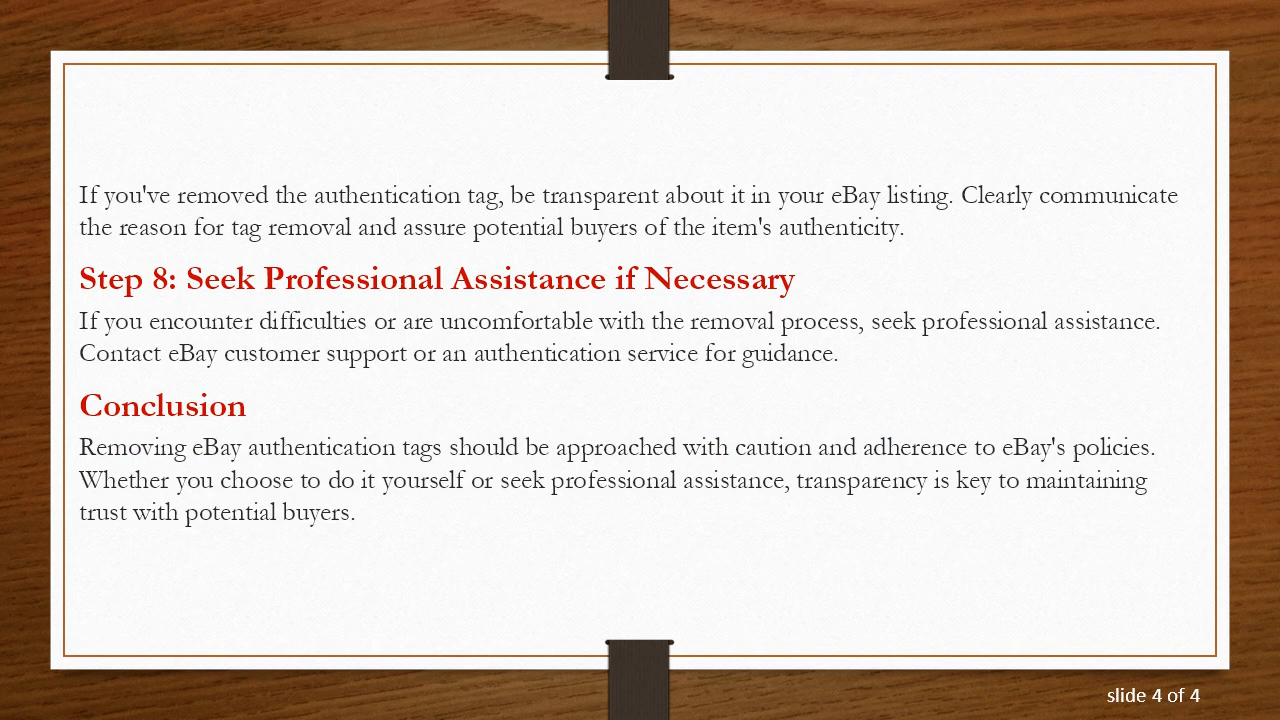 If you've removed the authentication tag, be transparent about it in your eBay listing. Clearly communicate
the reason for tag removal and assure potential buyers of the item's authenticity.
Step 8: Seek Professional Assistance if Necessary
If you encounter difficulties or are uncomfortable with the removal process, seek professional assistance.
Contact eBay customer support or an authentication service for guidance.
Conclusion
Removing eBay authentication tags should be approached with caution and adherence to eBay's policies.
Whether you choose to do it yourself or seek professional assistance, transparency is key to maintaining
trust with potential buyers.
slide 4 of 4